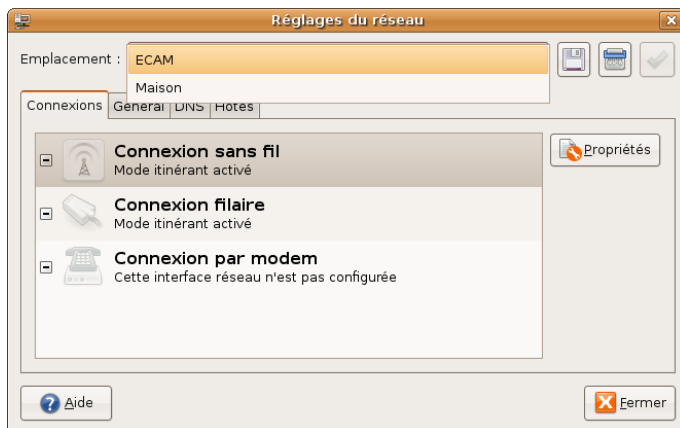 Réglages du réseau
Emplacement :
ECAM
Maison
Connexions Général DNS Hôtes
Connexion sans fil
Mode itinérant activé
Propriétés
Connexion filaire
Mode itinérant activé
Connexion par modem
Cette interface réseau n'est pas configurée
Aide
Fermer